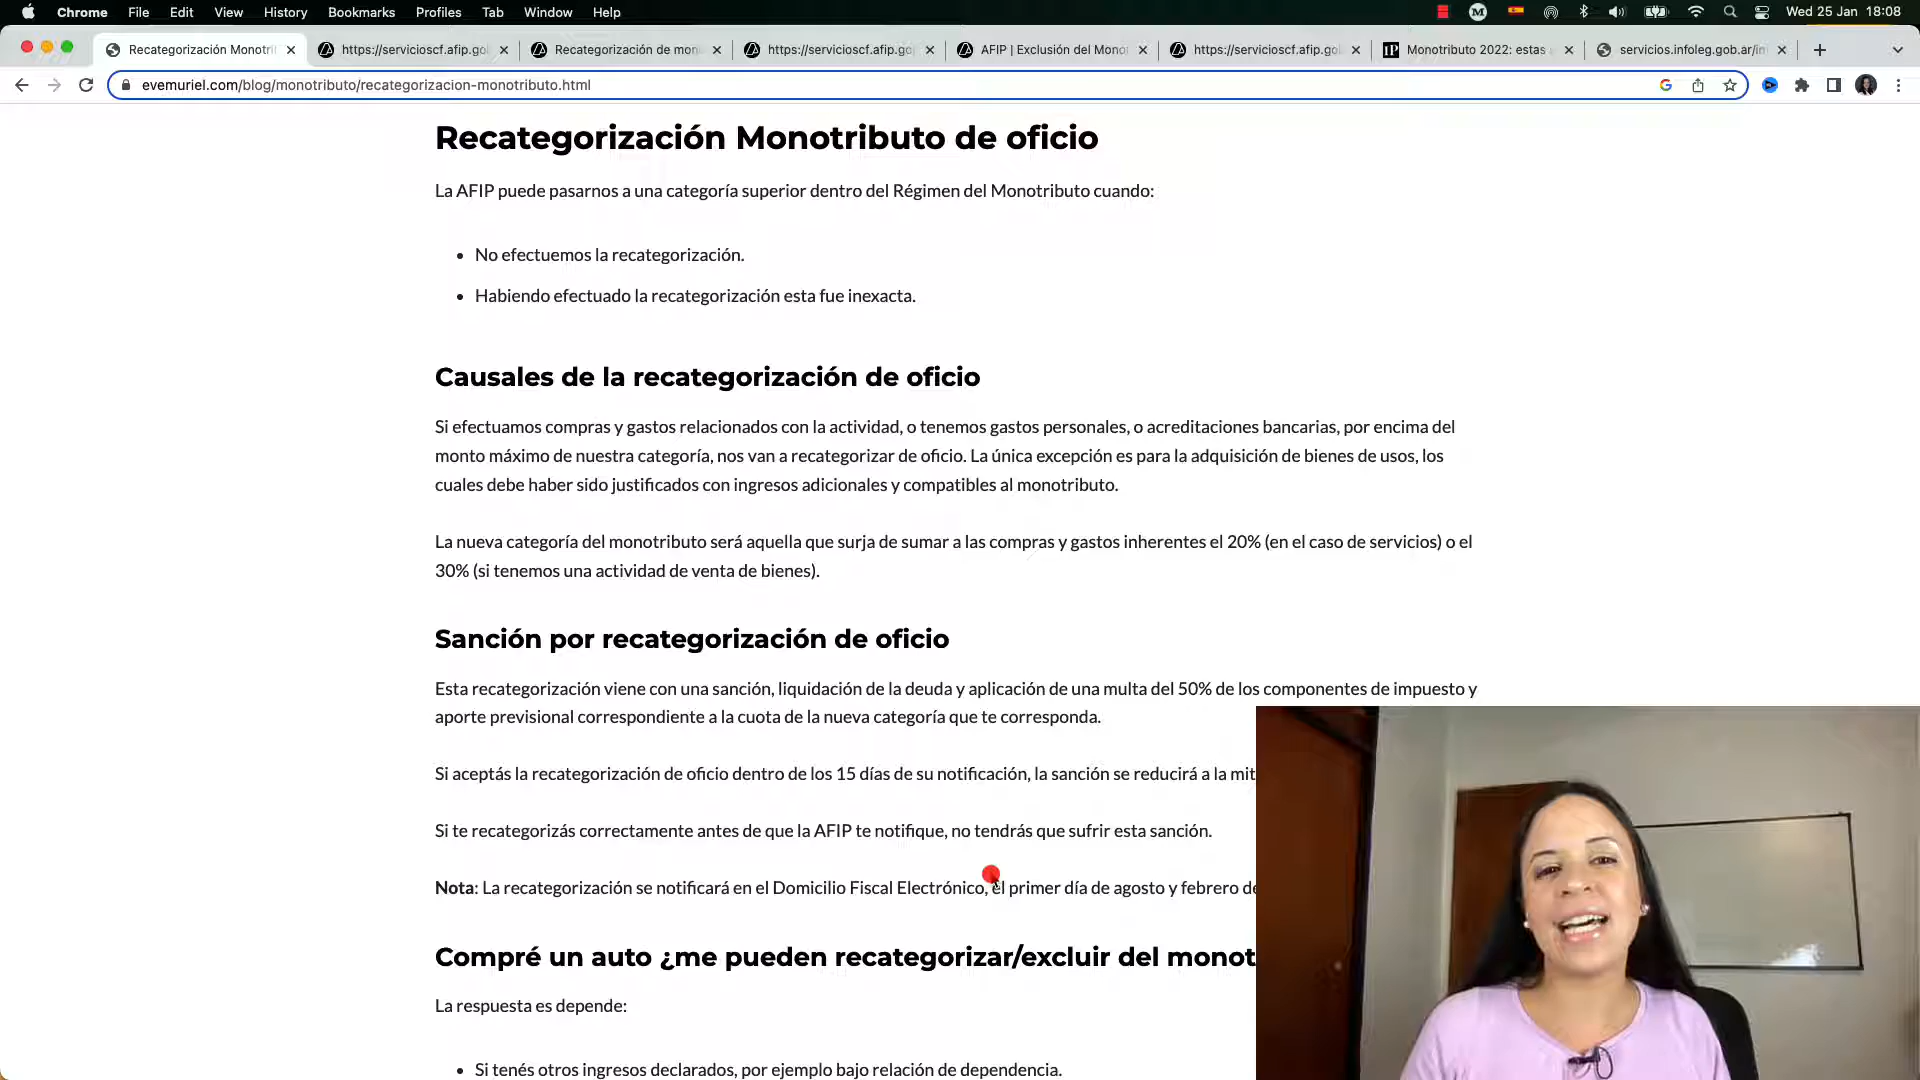 Chrome File Edit View History Bookmarks Profiles Tab Window Help
Wed 25 Jan 18:08
Recategorización Monotri
https://servicioscf.afip.go
Recategorización de mon
https://servicioscf.afip.go
AFIP | Exclusión del Mono
https://servicioscf.afip.go
iP Monotributo 2022: estas
servicios.infoleg.gob.ar/in
evemuriel.com/blog/monotributo/recategorizacion-monotributo.html
Recategorización Monotributo de oficio
La AFIP puede pasarnos a una categoría superior dentro del Régimen del Monotributo cuando:
• No efectuemos la recategorización.
• Habiendo efectuado la recategorización esta fue inexacta.
Causales de la recategorización de oficio
Si efectuamos compras y gastos relacionados con la actividad, o tenemos gastos personales, o acreditaciones bancarias, por encima del
monto máximo de nuestra categoría, nos van a recategorizar de oficio. La única excepción es para la adquisición de bienes de usos, los
cuales debe haber sido justificados con ingresos adicionales y compatibles al monotributo.
La nueva categoría del monotributo será aquella que surja de sumar a las compras y gastos inherentes el 20% (en el caso de servicios) o el
30% (si tenemos una actividad de venta de bienes).
Sanción por recategorización de oficio
Esta recategorización viene con una sanción, liquidación de la deuda y aplicación de una multa del 50% de los componentes de impuesto y
aporte previsional correspondiente a la cuota de la nueva categoría que te corresponda.
Si aceptás la recategorización de oficio dentro de los 15 días de su notificación, la sanción se reducirá a la mit
Si te recategorizás correctamente antes de que la AFIP te notifique, no tendrás que sufrir esta sanción.
Nota: La recategorización se notificará en el Domicilio Fiscal Electrónico, el primer día de agosto y febrero de
Compré un auto ¿me pueden recategorizar/excluir del monot
La respuesta es depende:
• Si tenés otros ingresos declarados, por ejemplo bajo relación de dependencia.